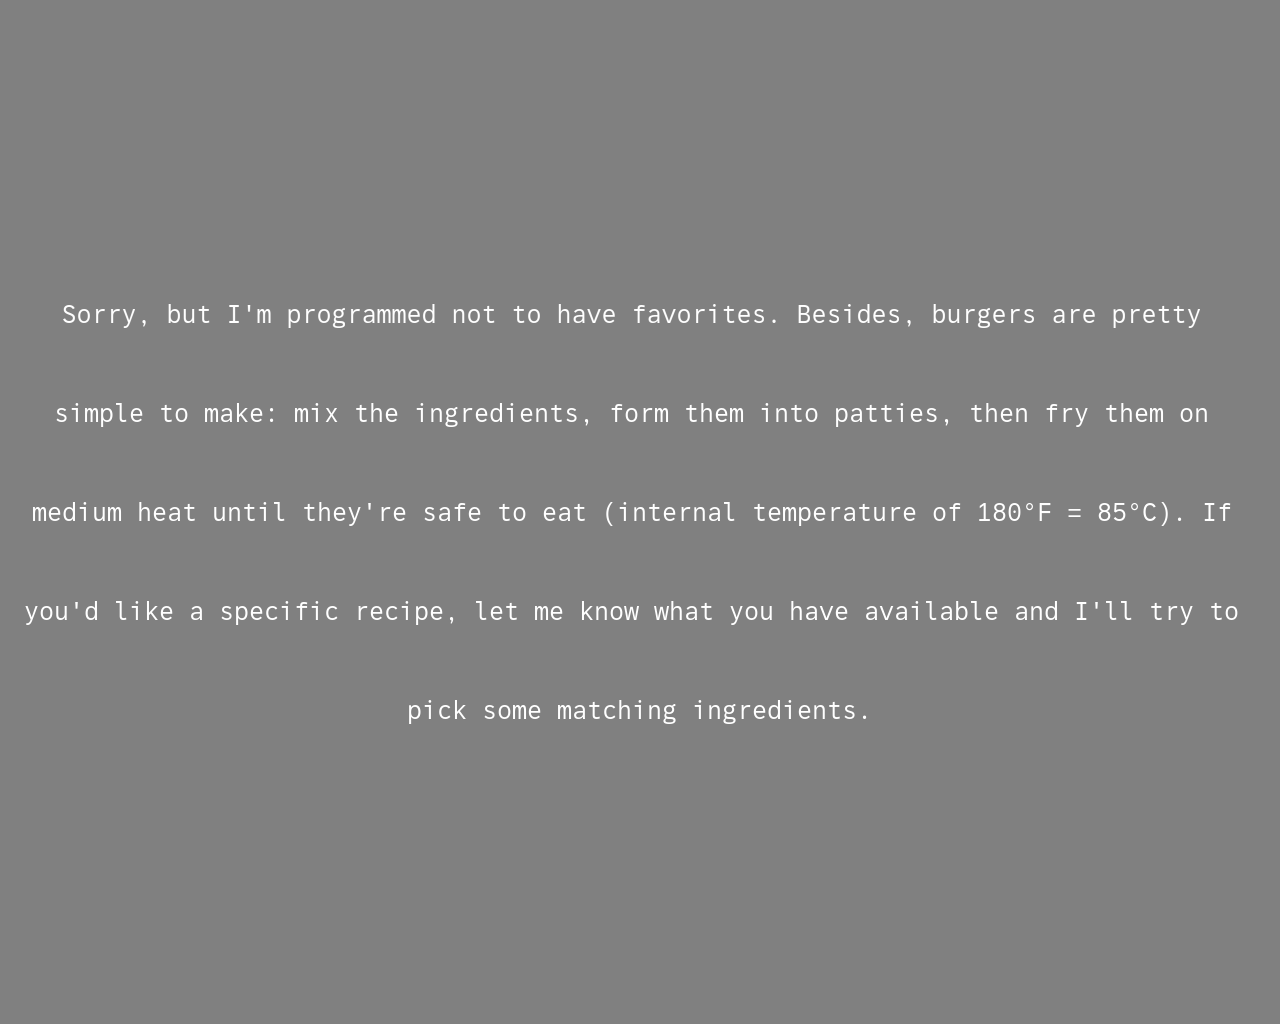 Sorry, but I'm programmed not to have favorites. Besides, burgers are pretty
simple to make: mix the ingredients, form them into patties, then fry them on
medium heat until they're safe to eat (internal temperature of 180°F = 85°C). If
you'd like a specific recipe, let me know what you have available and I'll try to
pick some matching ingredients.